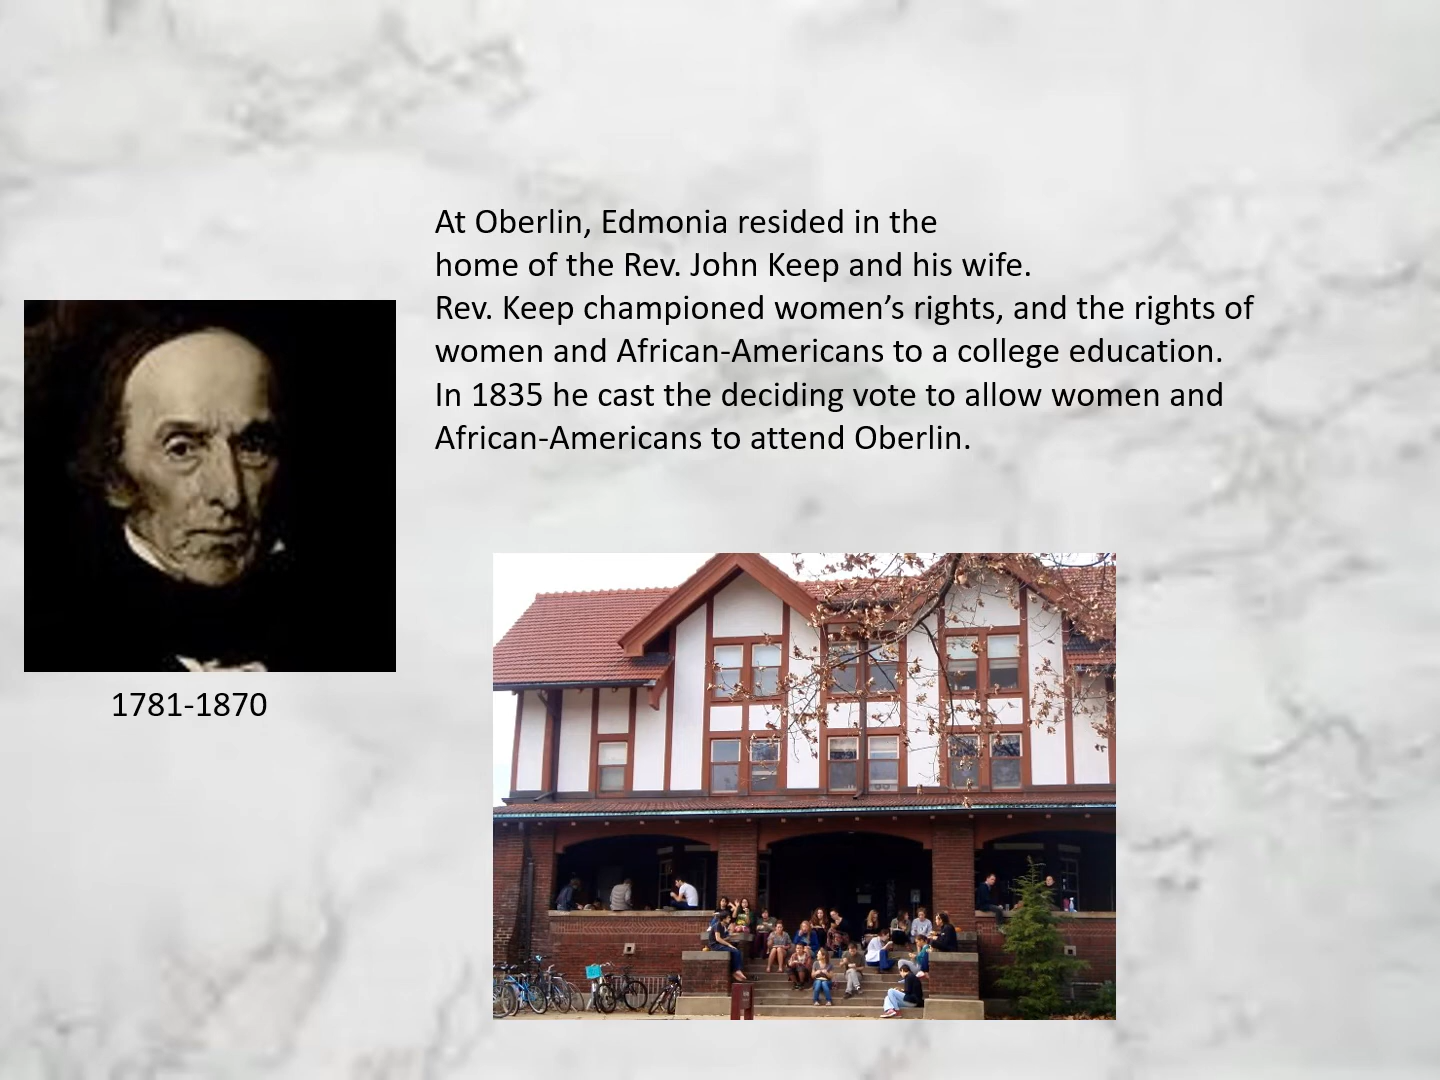 At Oberlin, Edmonia resided in the
home of the Rev. John Keep and his wife.
Rev. Keep championed women’s rights, and the rights of
women and African-Americans to a college education.
In 1835 he cast the deciding vote to allow women and
African-Americans to attend Oberlin.
1781-1870